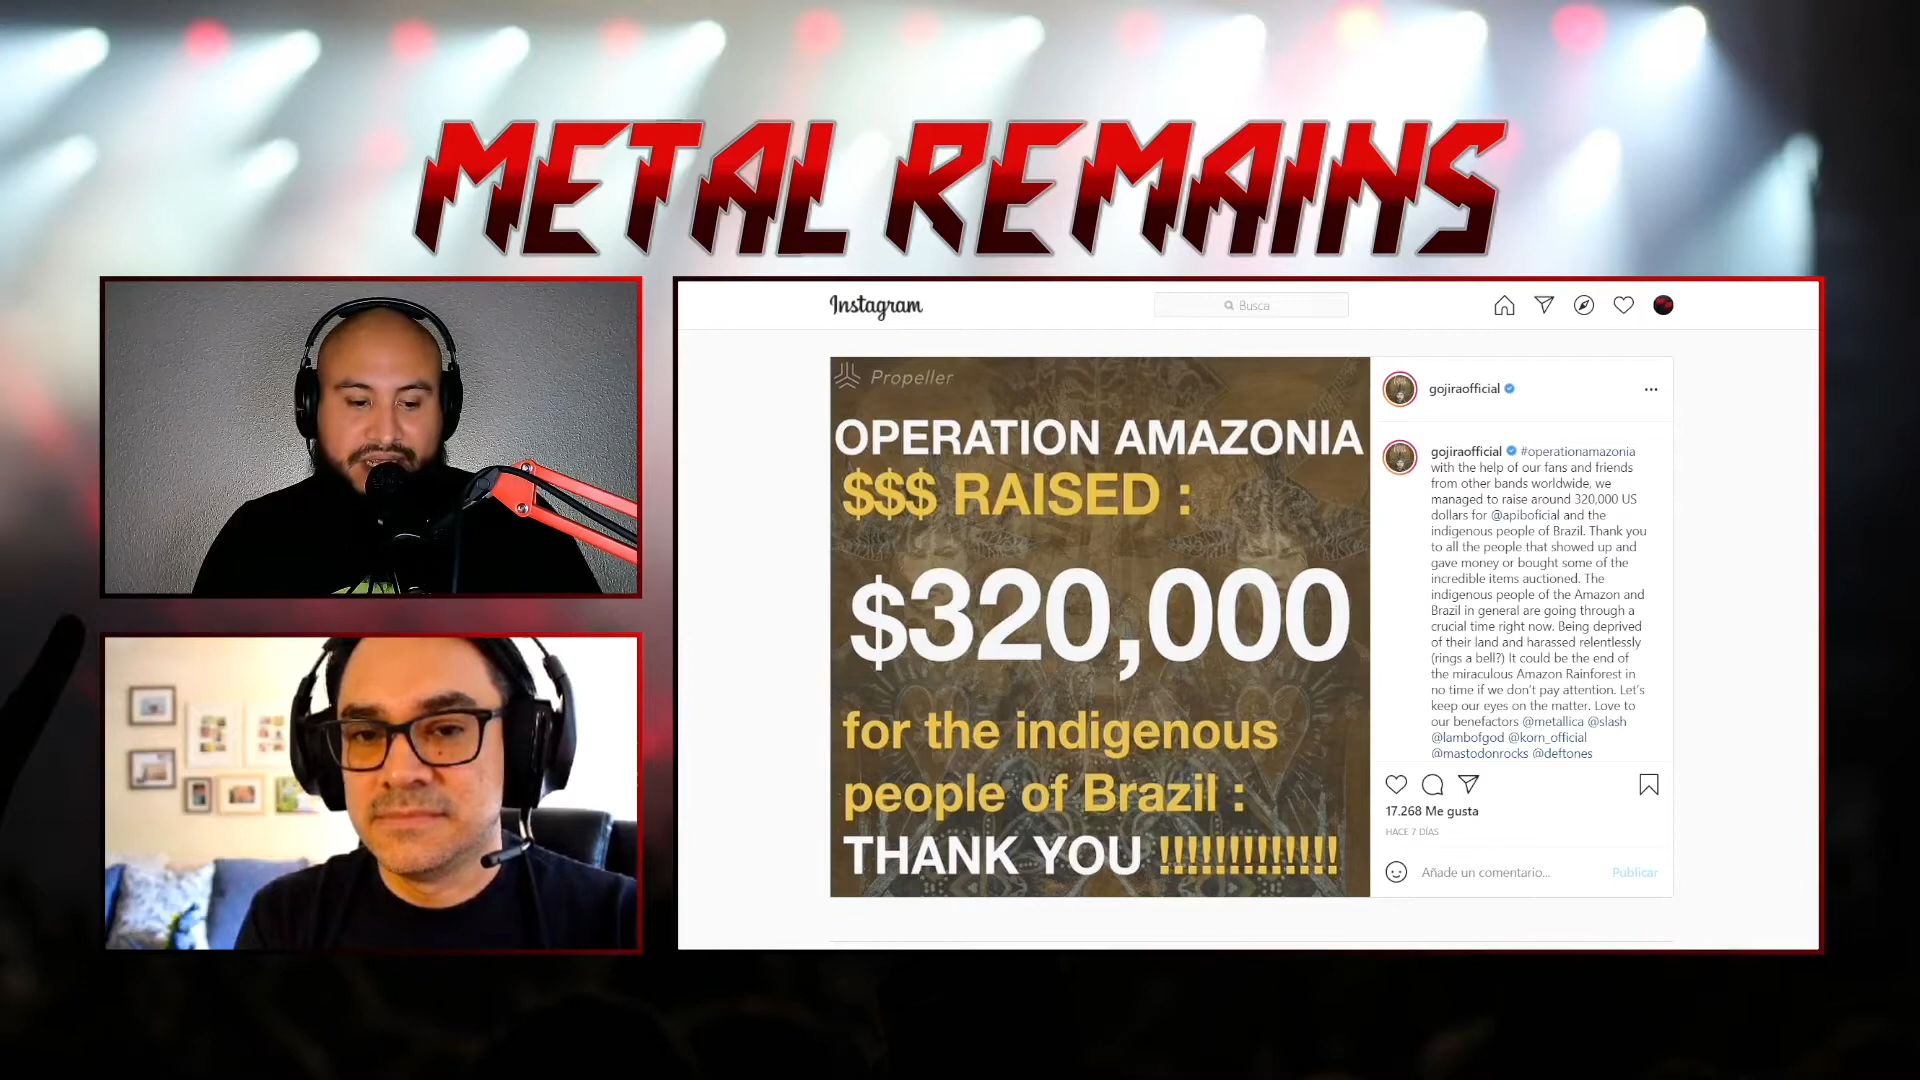 METAL REMAINS
Instagram
Busca
Propeller
OPERATION AMAZONIA
$$$ RAISED :
$320,000
for the indigenous
people of Brazil :
THANK YOU !!!!!!!!!!!!!!
gojiraofficial
gojiraofficial #operationamazonia
with the help of our fans and friends
from other bands worldwide, we
managed to raise around 320,000 US
dollars for @apiboficial and the
indigenous people of Brazil. Thank you
to all the people that showed up and
gave money or bought some of the
incredible items auctioned. The
indigenous people of the Amazon and
Brazil in general are going through a
crucial time right now. Being deprived
of their land and harassed relentlessly
(rings a bell?) It could be the end of
the miraculous Amazon Rainforest in
no time if we don't pay attention. Let's
keep our eyes on the matter. Love to
our benefactors @metallica @slash
@lambofgod @korn_official
@mastodonrocks @deftones
17.268 Me gusta
HACE 7 DÍAS
Añade un comentario...
Publicar